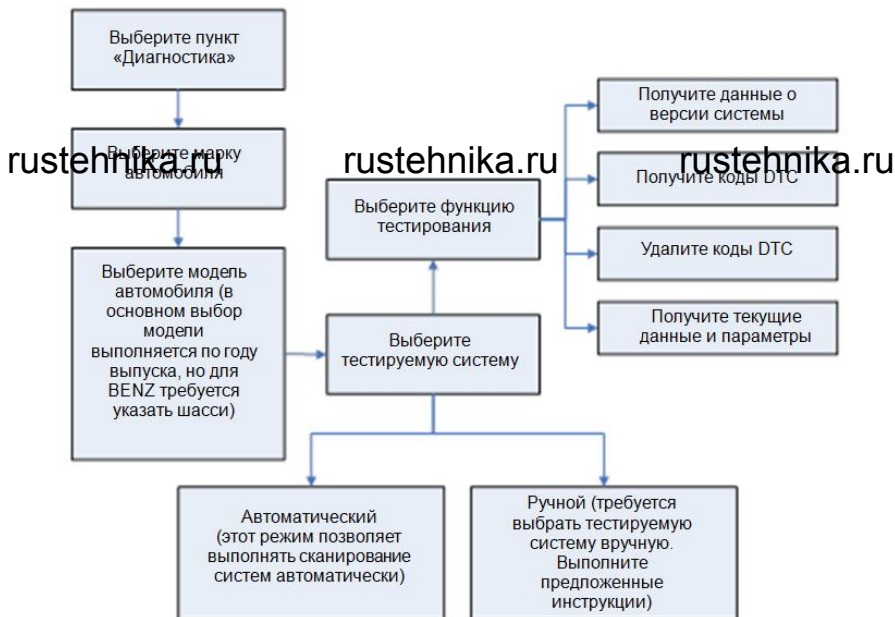 Выберите пункт
«Диагностика»
Выберите марку
автомобиля
Выберите модель
автомобиля (в
основном выбор
модели
выполняется по году
выпуска, но для
BENZ требуется
указать шасси)
Выберите
тестируемую систему
Выберите функцию
тестирования
Получите данные о
версии системы
Получите коды DTC
Удалите коды DTC
Получите текущие
данные и параметры
Автоматический
(этот режим позволяет
выполнять сканирование
систем автоматически)
Ручной (требуется
выбрать тестируемую
систему вручную.
Выполните
предложенные
инструкции)
rustehnika.ru
rustehnika.ru
rustehnika.ru